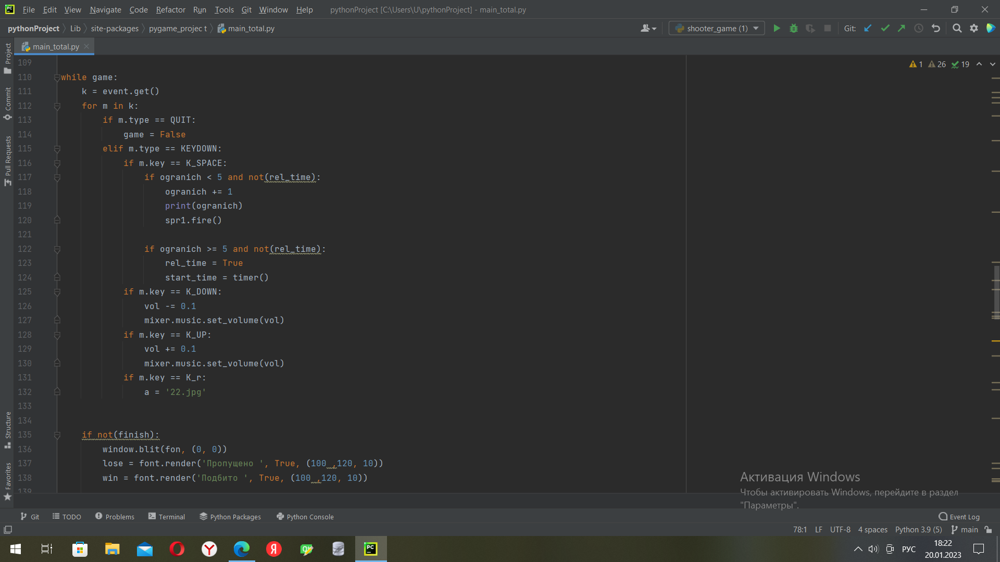 File Edit View Navigate Code Refactor Run Tools Git Window Help pythonProject [C:\Users\U\pythonProject] - main_total.py
pythonProject Lib site-packages pygame_projec t main_total.py shooter_game (1) Git:
main_total.py
Project
Commit
Pull Requests
Structure
Favorites
1 26 19
109
110 while game:
111     k = event.get()
112     for m in k:
113         if m.type == QUIT:
114             game = False
115         elif m.type == KEYDOWN:
116             if m.key == K_SPACE:
117                 if ogranich < 5 and not(rel_time):
118                     ogranich += 1
119                     print(ogranich)
120                     spr1.fire()
121
122                 if ogranich >= 5 and not(rel_time):
123                     rel_time = True
124                     start_time = timer()
125             if m.key == K_DOWN:
126                 vol -= 0.1
127                 mixer.music.set_volume(vol)
128             if m.key == K_UP:
129                 vol += 0.1
130                 mixer.music.set_volume(vol)
131             if m.key == K_r:
132                 a = '22.jpg'
133
134
135     if not(finish):
136         window.blit(fon, (0, 0))
137         lose = font.render('Пропущено ', True, (100 ,120, 10))
138         win = font.render('Подбито ', True, (100 ,120, 10))
139
Активация Windows
Чтобы активировать Windows, перейдите в раздел
"Параметры".
Git TODO Problems Terminal Python Packages Python Console Event Log
78:1 LF UTF-8 4 spaces Python 3.9 (5) main
РУС 18:22
20.01.2023